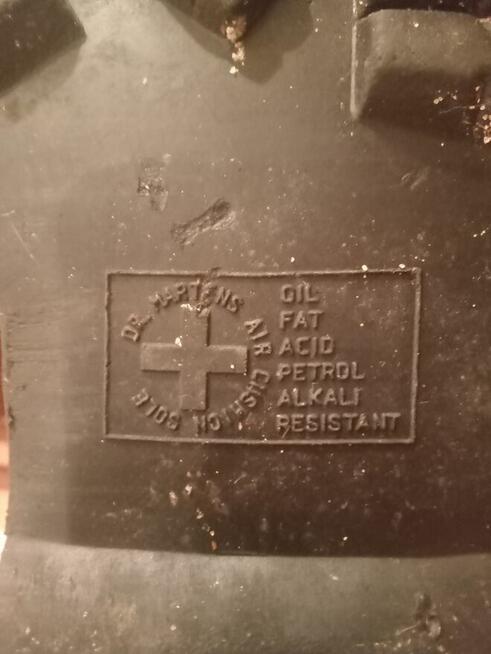 DR. MARTENS AIR CUSHION SOLE
OIL
FAT
ACID
PETROL
ALKALI
RESISTANT